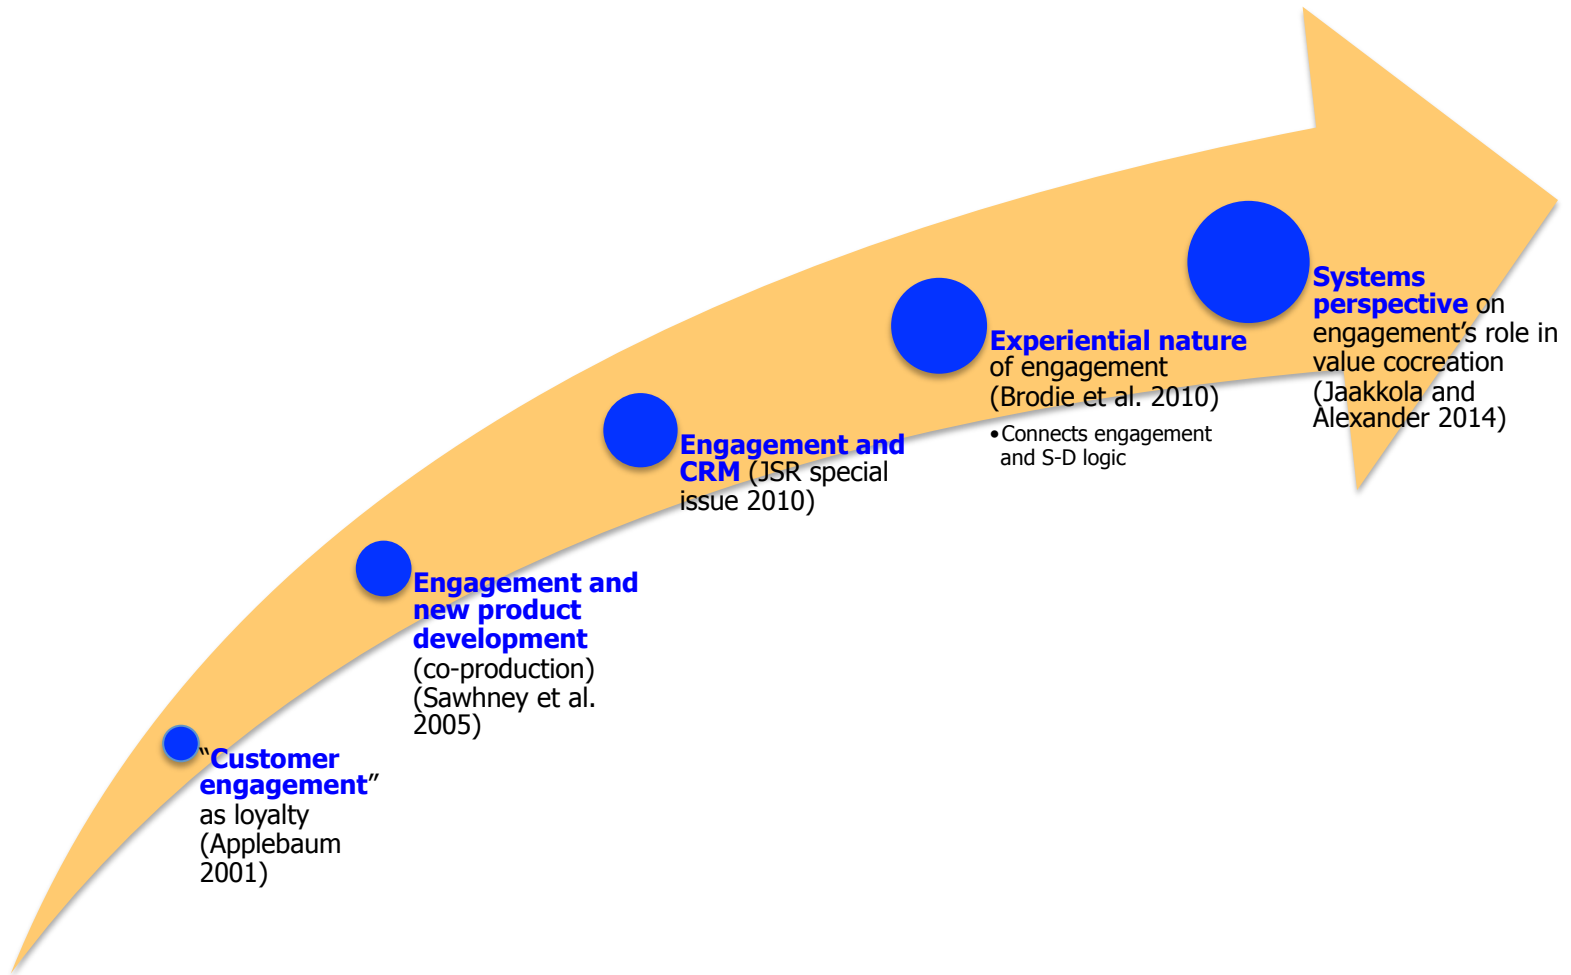 “Customer
engagement”
as loyalty
(Applebaum
2001)
Engagement and
new product
development
(co-production)
(Sawhney et al.
2005)
Engagement and
CRM (JSR special
issue 2010)
Experiential nature
of engagement
(Brodie et al. 2010)
•Connects engagement
and S-D logic
Systems
perspective on
engagement’s role in
value cocreation
(Jaakkola and
Alexander 2014)